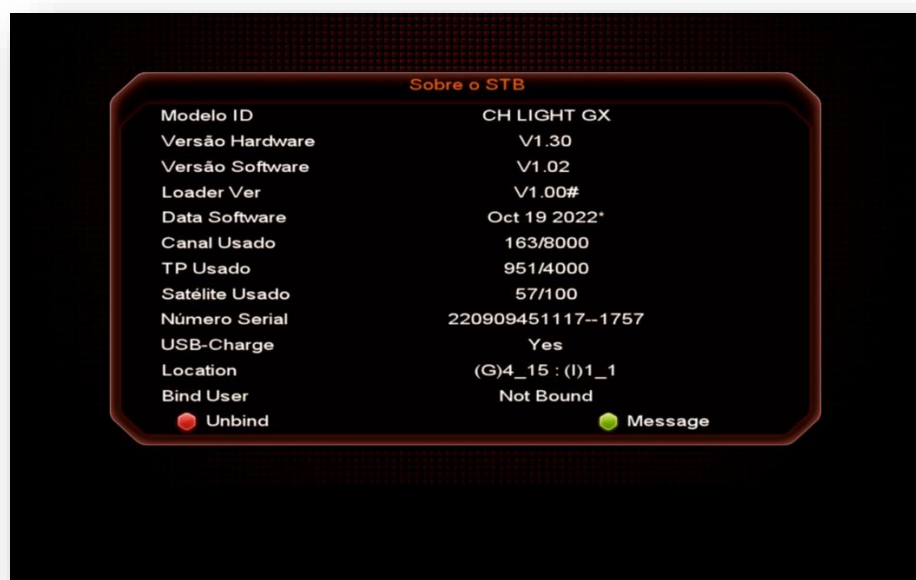 Sobre o STB
Modelo ID CH LIGHT GX
Versão Hardware V1.30
Versão Software V1.02
Loader Ver V1.00#
Data Software Oct 19 2022*
Canal Usado 163/8000
TP Usado 951/4000
Satélite Usado 57/100
Número Serial 220909451117--1757
USB-Charge Yes
Location (G)4_15 : (I)1_1
Bind User Not Bound
Unbind Message